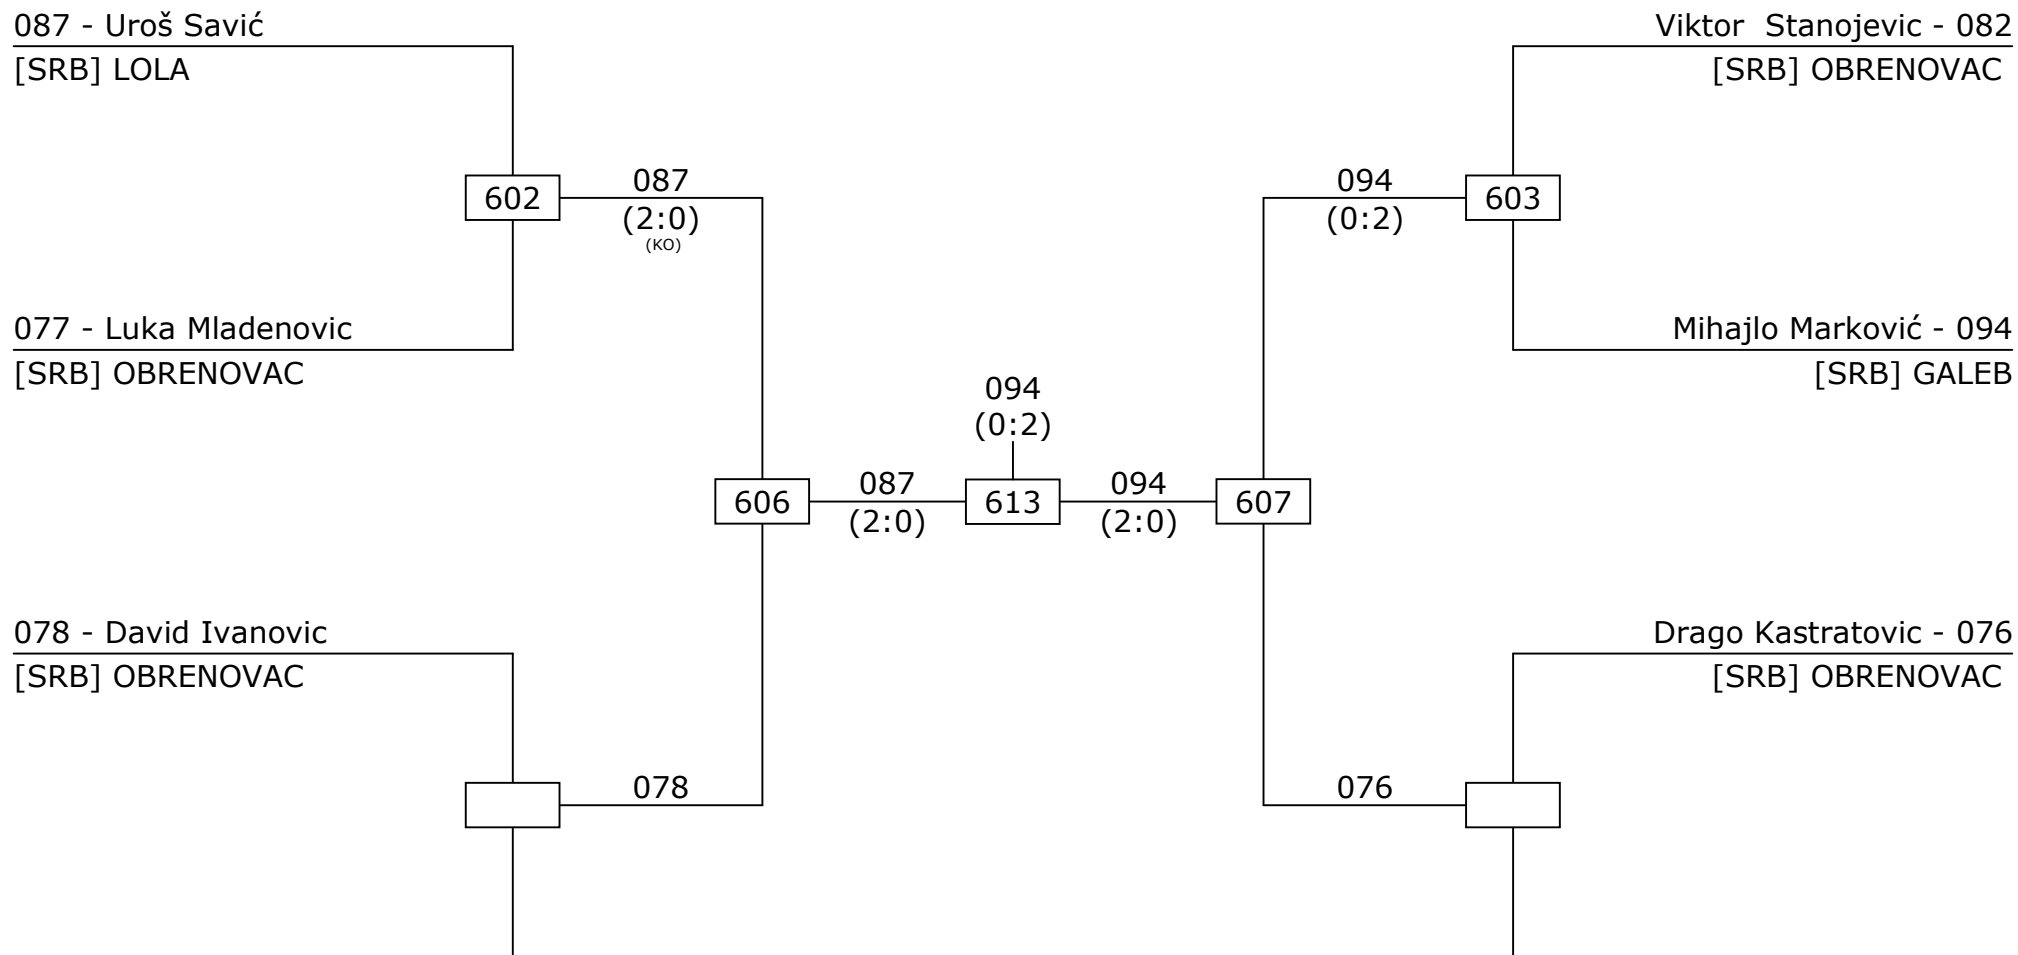 087 - Uroš Savić
[SRB] LOLA
Viktor  Stanojevic - 082
[SRB] OBRENOVAC
602
087
(2:0)
(KO)
094
(0:2)
603
077 - Luka Mladenovic
[SRB] OBRENOVAC
Mihajlo Marković - 094
[SRB] GALEB
094
(0:2)
606
087
(2:0)
613
094
(2:0)
607
078 - David Ivanovic
[SRB] OBRENOVAC
Drago Kastratovic - 076
[SRB] OBRENOVAC
078
076